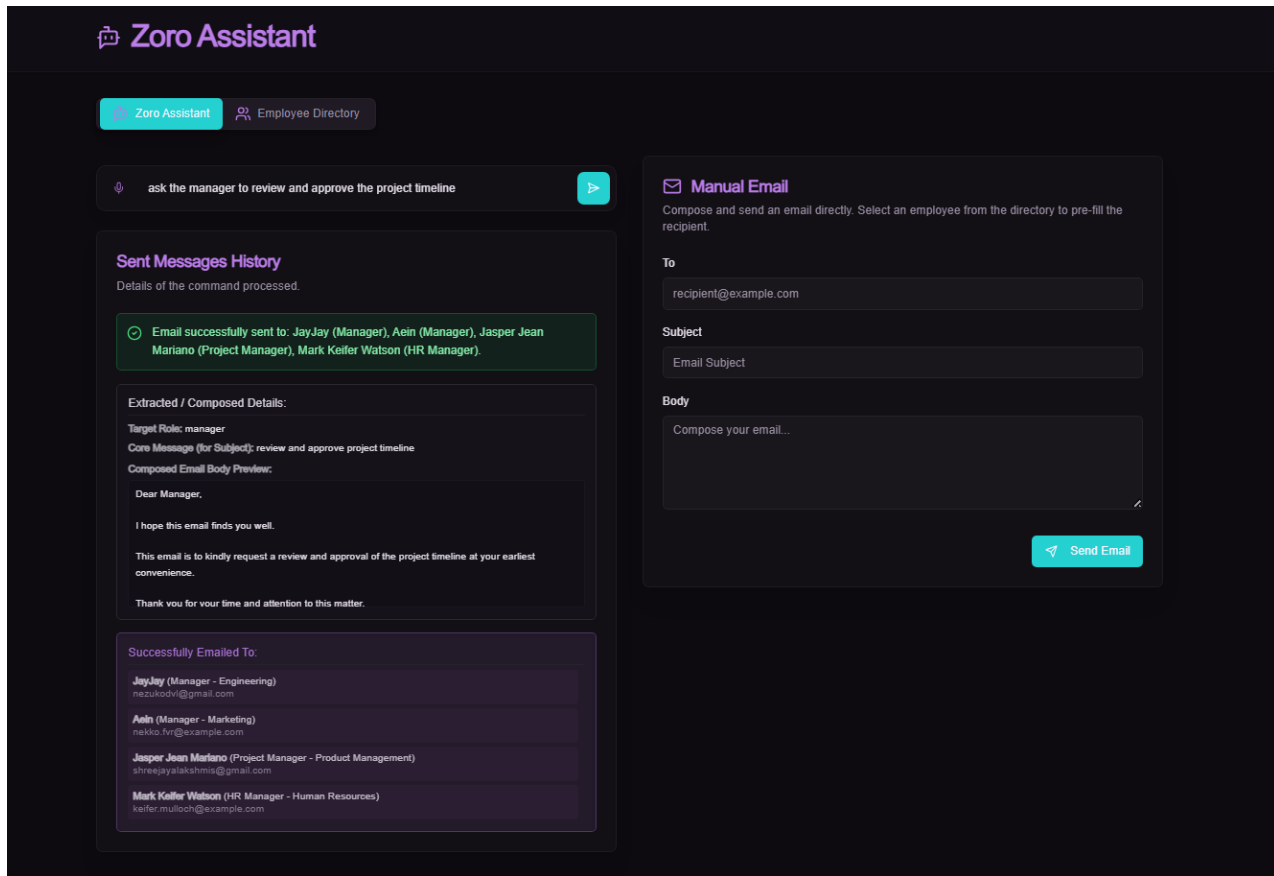 Zoro Assistant
Zoro Assistant
Employee Directory
ask the manager to review and approve the project timeline
Sent Messages History
Details of the command processed.
Email successfully sent to: JayJay (Manager), Aein (Manager), Jasper Jean
Mariano (Project Manager), Mark Keifer Watson (HR Manager).
Extracted / Composed Details:
Target Role: manager
Core Message (for Subject): review and approve project timeline
Composed Email Body Preview:
Dear Manager,
I hope this email finds you well.
This email is to kindly request a review and approval of the project timeline at your earliest
convenience.
Thank you for your time and attention to this matter.
Successfully Emailed To:
JayJay (Manager - Engineering)
nezukodvl@gmail.com
Aein (Manager - Marketing)
nekko.fvr@example.com
Jasper Jean Mariano (Project Manager - Product Management)
shreejayalakshmis@gmail.com
Mark Keifer Watson (HR Manager - Human Resources)
keifer.mulloch@example.com
Manual Email
Compose and send an email directly. Select an employee from the directory to pre-fill the
recipient.
To
recipient@example.com
Subject
Email Subject
Body
Compose your email...
Send Email